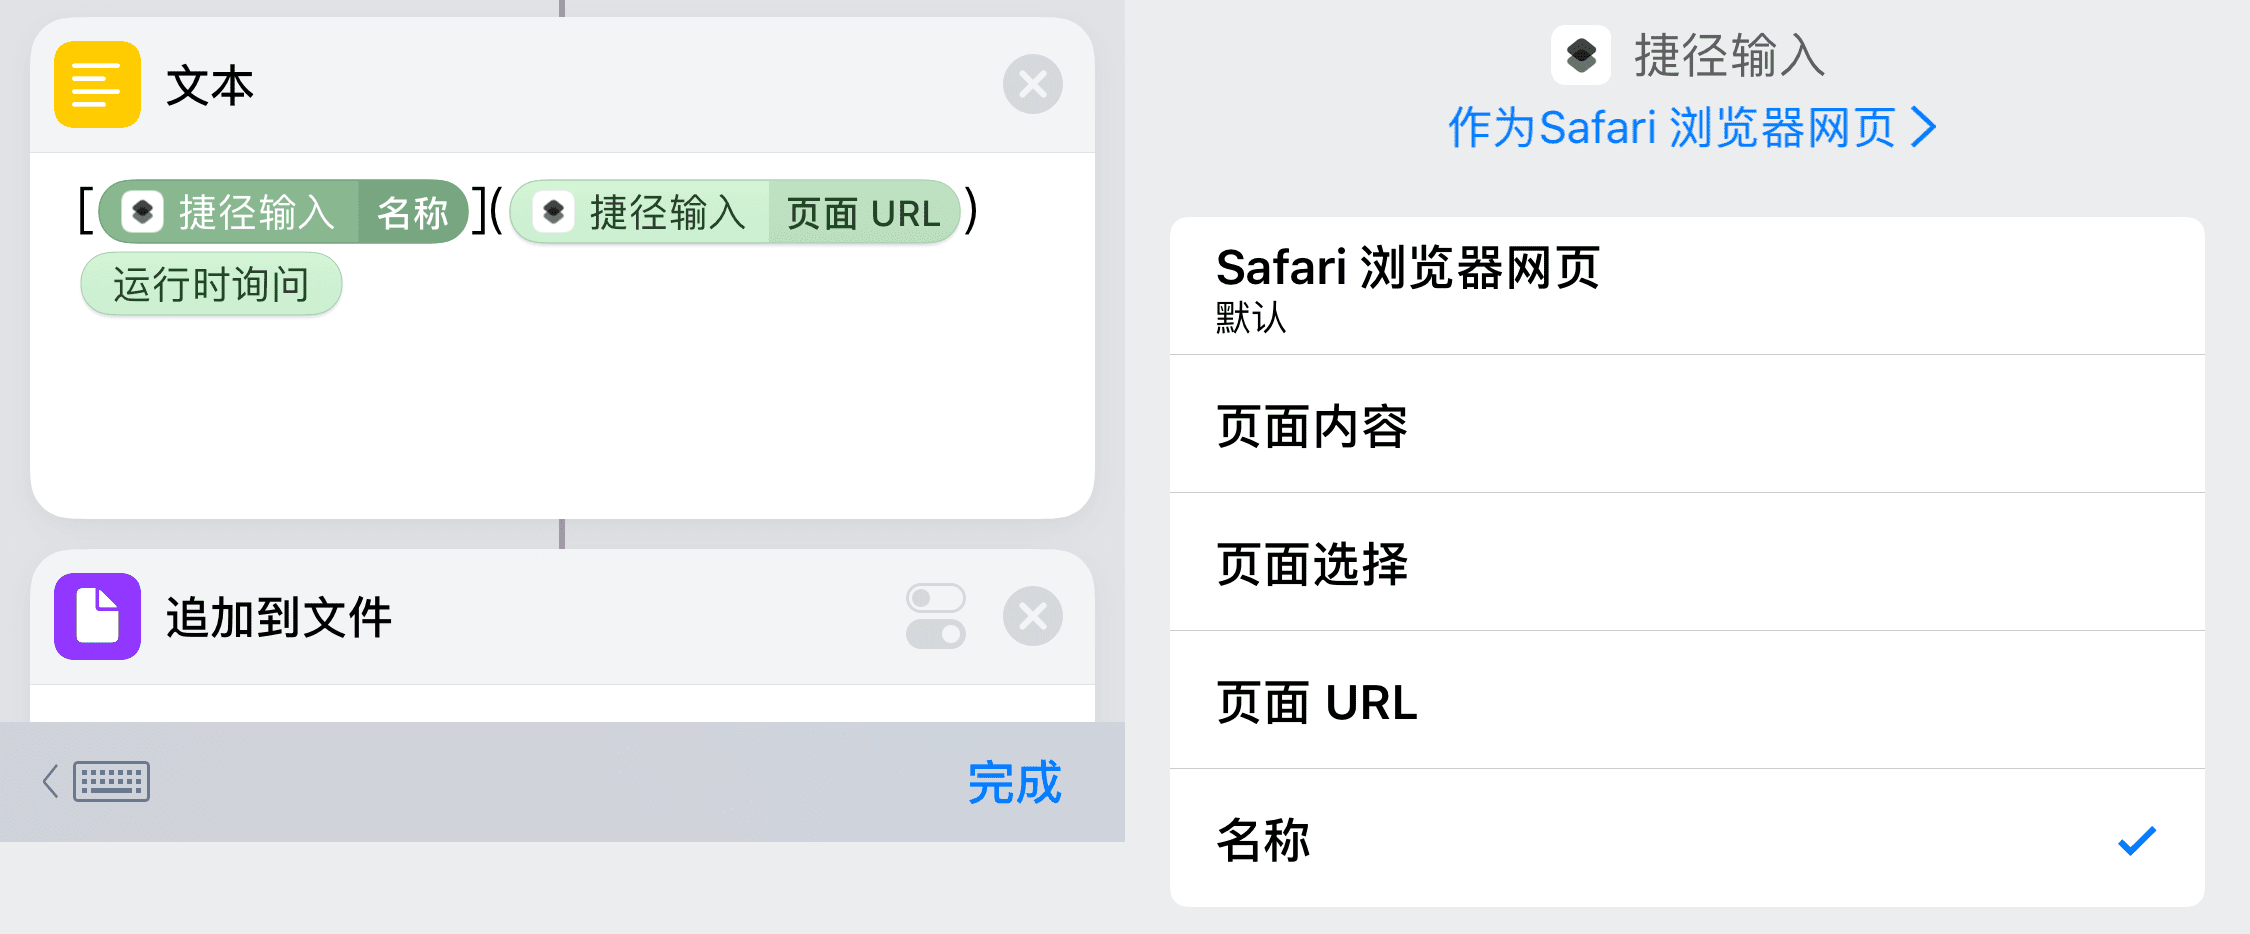 文本
[捷径输入 名称](捷径输入 页面 URL)
运行时询问
追加到文件
完成
捷径输入
作为Safari 浏览器网页
Safari 浏览器网页
默认
页面内容
页面选择
页面 URL
名称